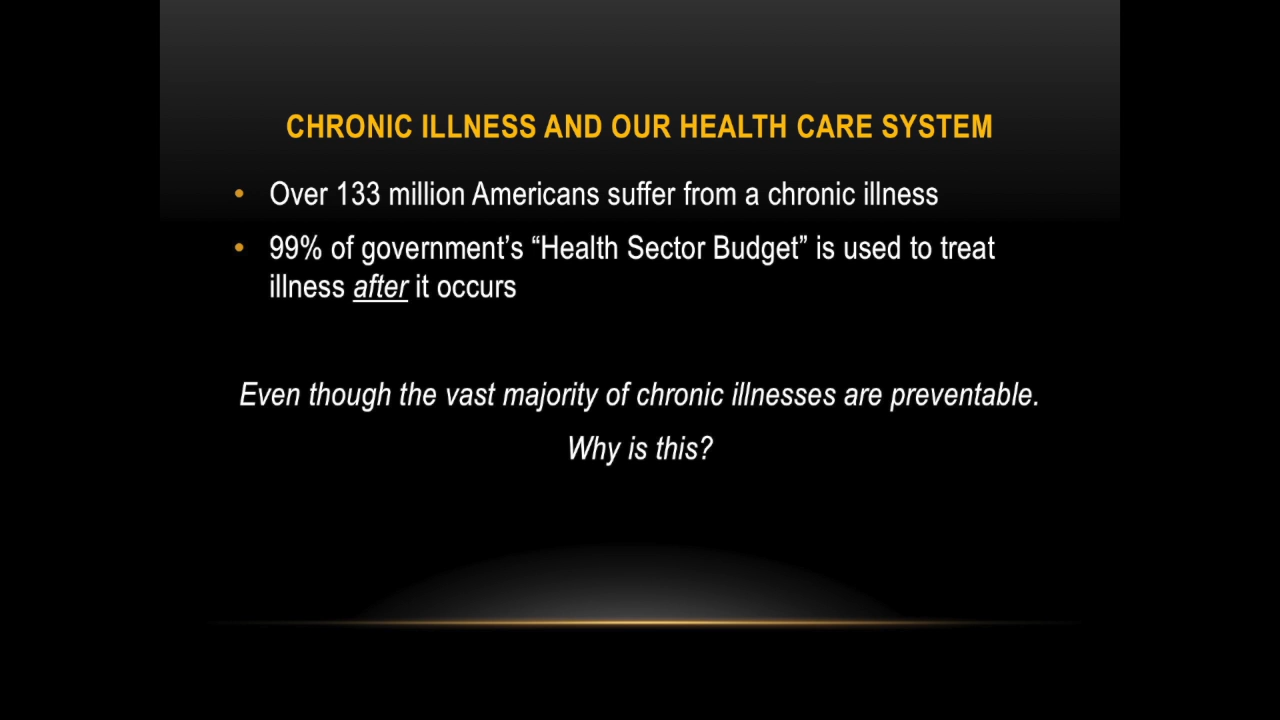 CHRONIC ILLNESS AND OUR HEALTH CARE SYSTEM
• Over 133 million Americans suffer from a chronic illness
• 99% of government’s “Health Sector Budget” is used to treat
illness after it occurs
Even though the vast majority of chronic illnesses are preventable.
Why is this?